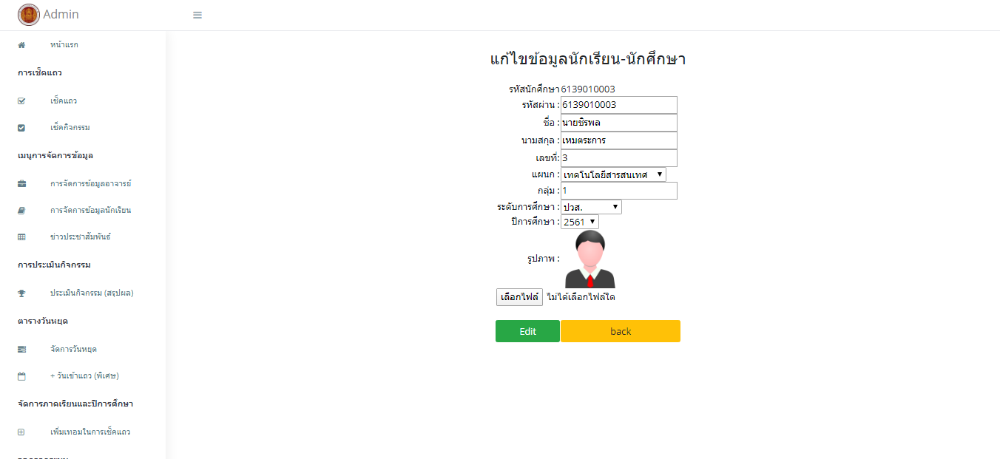 Admin
หน้าแรก
การเช็คแถว
เช็คแถว
เช็คกิจกรรม
เมนูการจัดการข้อมูล
การจัดการข้อมูลอาจารย์
การจัดการข้อมูลนักเรียน
ข่าวประชาสัมพันธ์
การประเมินกิจกรรม
ประเมินกิจกรรม (สรุปผล)
ตารางวันหยุด
จัดการวันหยุด
+ วันเข้าแถว (พิเศษ)
จัดการภาคเรียนและปีการศึกษา
เพิ่มเทอมในการเช็คแถว
แก้ไขข้อมูลนักเรียน-นักศึกษา
รหัสนักศึกษา 6139010003
รหัสผ่าน : 6139010003
ชื่อ : นายชิรพล
นามสกุล : เหมตระการ
เลขที่: 3
แผนก : เทคโนโลยีสารสนเทศ
กลุ่ม : 1
ระดับการศึกษา : ปวส.
ปีการศึกษา : 2561
รูปภาพ :
เลือกไฟล์ ไม่ได้เลือกไฟล์ใด
Edit back